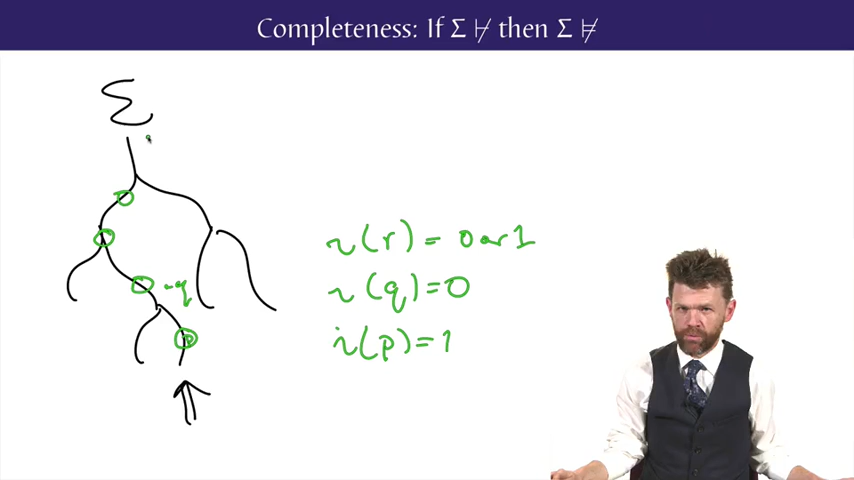 Completeness: If Σ ⊬ then Σ ⊭
Σ
v(r) = 0 or 1
¬q
v(q) = 0
p
v(p) = 1